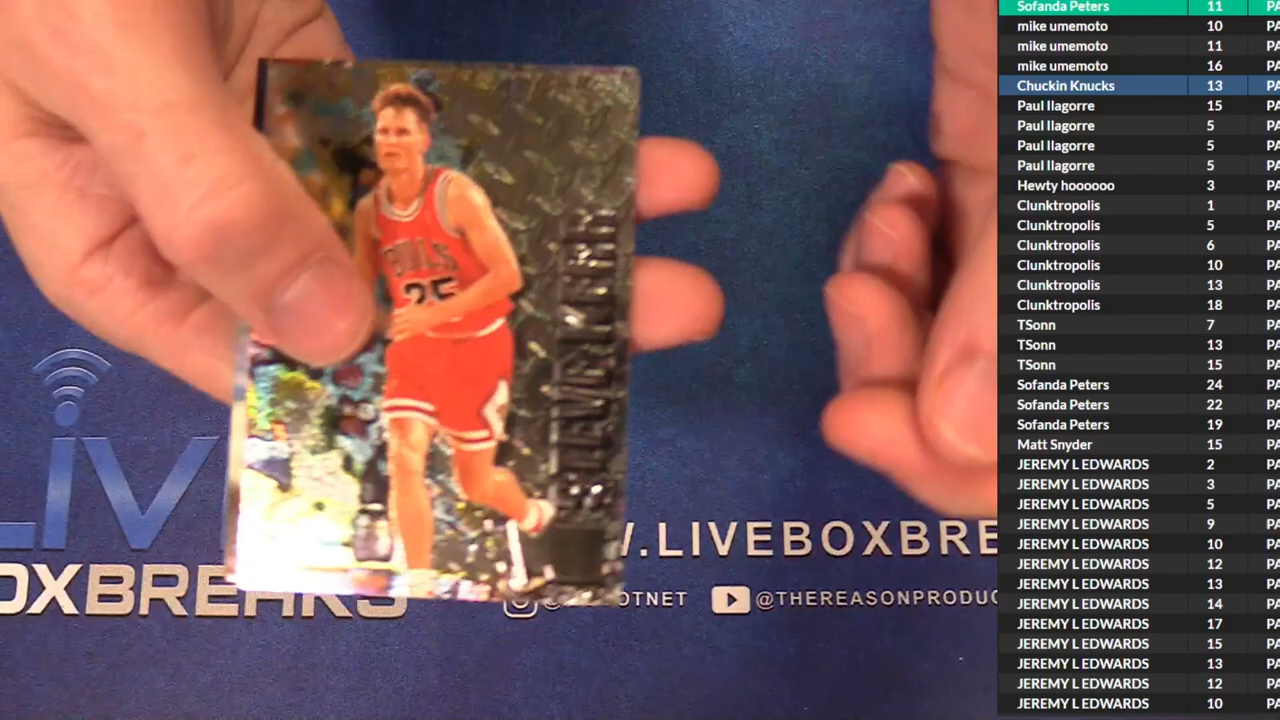 BULLS
25
STEVE KERR
LIV
OXBREAKS
W.LIVEBOXBRE
OTNET
@THEREASONPRODUC
Sofanda Peters 11 PA
mike umemoto 10 PA
mike umemoto 11 PA
mike umemoto 16 PA
Chuckin Knucks 13 PA
Paul Ilagorre 15 PA
Paul Ilagorre 5 PA
Paul Ilagorre 5 PA
Paul Ilagorre 5 PA
Hewty hoooooo 3 PA
Clunktropolis 1 PA
Clunktropolis 5 PA
Clunktropolis 6 PA
Clunktropolis 10 PA
Clunktropolis 13 PA
Clunktropolis 18 PA
TSonn 7 PA
TSonn 13 PA
TSonn 15 PA
Sofanda Peters 24 PA
Sofanda Peters 22 PA
Sofanda Peters 19 PA
Matt Snyder 15 PA
JEREMY L EDWARDS 2 PA
JEREMY L EDWARDS 3 PA
JEREMY L EDWARDS 5 PA
JEREMY L EDWARDS 9 PA
JEREMY L EDWARDS 10 PA
JEREMY L EDWARDS 12 PA
JEREMY L EDWARDS 13 PA
JEREMY L EDWARDS 14 PA
JEREMY L EDWARDS 17 PA
JEREMY L EDWARDS 15 PA
JEREMY L EDWARDS 13 PA
JEREMY L EDWARDS 12 PA
JEREMY L EDWARDS 10 PA